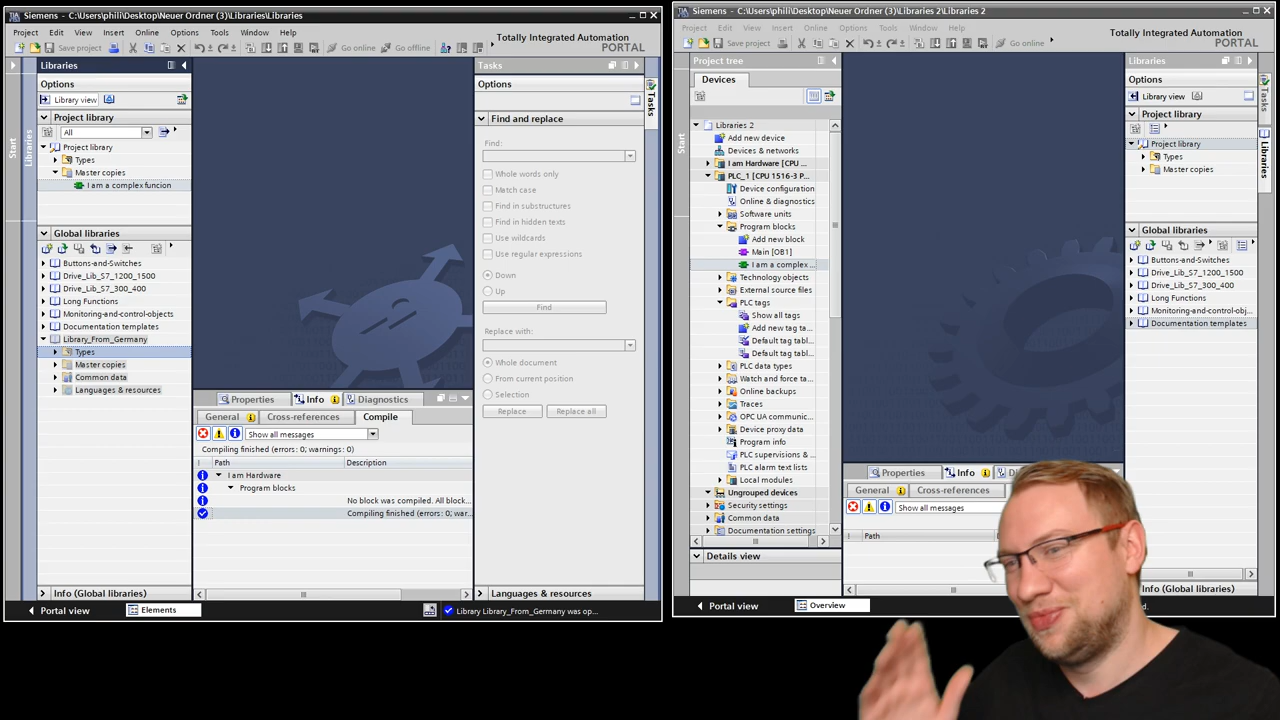 Siemens - C:\Users\phili\Desktop\Neuer Ordner (3)\Libraries\Libraries
Project Edit View Insert Online Options Tools Window Help
Save project
Go online
Go offline
Totally Integrated Automation
PORTAL
Start
Libraries
Libraries
Options
Library view
Project library
All
Project library
Types
Master copies
I am a complex funcion
Global libraries
Buttons-and-Switches
Drive_Lib_S7_1200_1500
Drive_Lib_S7_300_400
Long Functions
Monitoring-and-control-objects
Documentation templates
Library_From_Germany
Types
Master copies
Common data
Languages & resources
Info (Global libraries)
Properties Info Diagnostics
General Cross-references Compile
Show all messages
Compiling finished (errors: 0; warnings: 0)
! Path Description
I am Hardware
Program blocks
No block was compiled. All block...
Compiling finished (errors: 0; war...
Tasks
Options
Tasks
Find and replace
Find:
Whole words only
Match case
Find in substructures
Find in hidden texts
Use wildcards
Use regular expressions
Down
Up
Find
Replace with:
Whole document
From current position
Selection
Replace Replace all
Languages & resources
Portal view
Elements
Library Library_From_Germany was op...
Siemens - C:\Users\phili\Desktop\Neuer Ordner (3)\Libraries 2\Libraries 2
Project Edit View Insert Online Options Tools Window Help
Save project
Go online
Totally Integrated Automation
PORTAL
Start
Project tree
Devices
Libraries 2
Add new device
Devices & networks
I am Hardware [CPU ...
PLC_1 [CPU 1516-3 P...
Device configuration
Online & diagnostics
Software units
Program blocks
Add new block
Main [OB1]
I am a complex ...
Technology objects
External source files
PLC tags
Show all tags
Add new tag ta...
Default tag tabl...
Default tag tabl...
PLC data types
Watch and force ta...
Online backups
Traces
OPC UA communic...
Device proxy data
Program info
PLC supervisions & ...
PLC alarm text lists
Local modules
Ungrouped devices
Security settings
Common data
Documentation settings
Details view
Properties Info
General Cross-references
Show all messages
! Path
Libraries
Options
Library view
Tasks
Libraries
Project library
Project library
Types
Master copies
Global libraries
Buttons-and-Switches
Drive_Lib_S7_1200_1500
Drive_Lib_S7_300_400
Long Functions
Monitoring-and-control-obj...
Documentation templates
Info (Global libraries)
Portal view
Overview